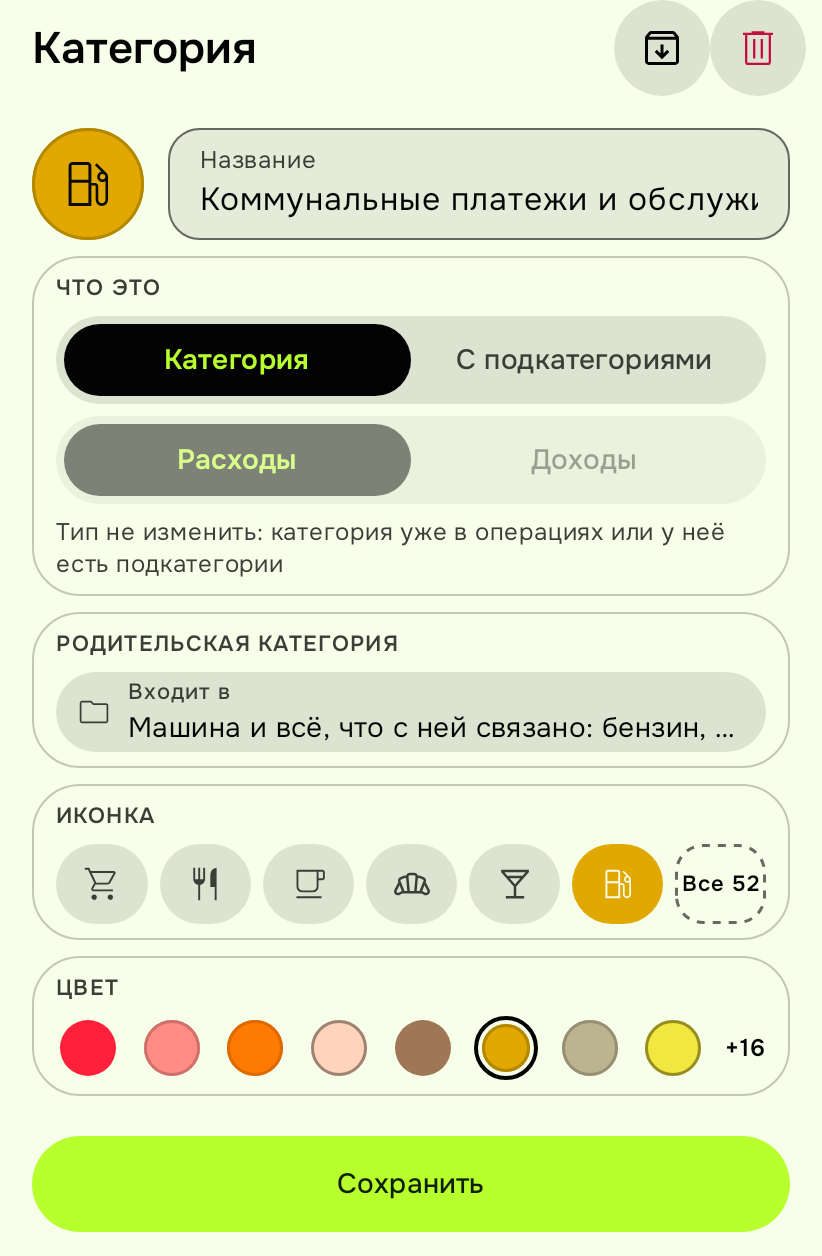 Категория
Название
Коммунальные платежи и обслужи
ЧТО ЭТО
Категория
С подкатегориями
Расходы
Доходы
Тип не изменить: категория уже в операциях или у неё
есть подкатегории
РОДИТЕЛЬСКАЯ КАТЕГОРИЯ
Входит в
Машина и всё, что с ней связано: бензин, ...
ИКОНКА
Все 52
ЦВЕТ
+16
Сохранить